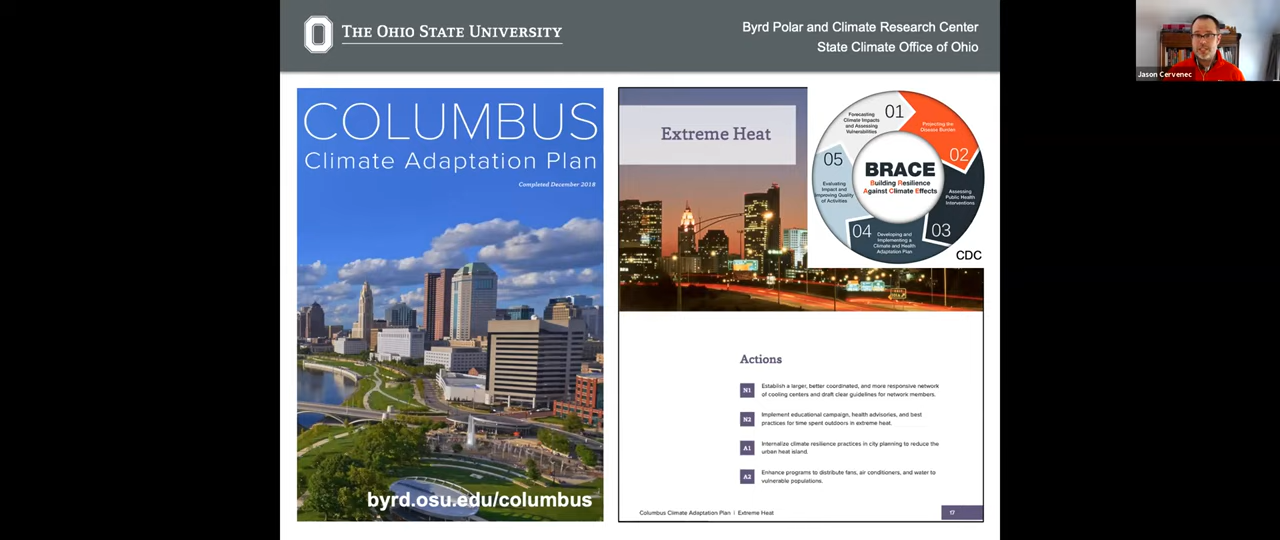 THE OHIO STATE UNIVERSITY
Byrd Polar and Climate Research Center
State Climate Office of Ohio
Jason Cervenec
COLUMBUS
Climate Adaptation Plan
Completed December 2018
byrd.osu.edu/columbus
Extreme Heat
01
Forecasting
Climate Impacts
and Assessing
Vulnerabilities
Projecting the
Disease Burden
02
Assessing
Public Health
Interventions
03
Developing and
Implementing a
Climate and Health
Adaptation Plan
04
Evaluating
Impact and
Improving Quality
of Activities
05
BRACE
Building Resilience
Against Climate Effects
CDC
Actions
N1
Establish a larger, better coordinated, and more responsive network
of cooling centers and draft clear guidelines for network members.
N2
Implement educational campaign, health advisories, and best
practices for time spent outdoors in extreme heat.
A1
Internalize climate resilience practices in city planning to reduce the
urban heat island.
A2
Enhance programs to distribute fans, air conditioners, and water to
vulnerable populations.
Columbus Climate Adaptation Plan | Extreme Heat
17